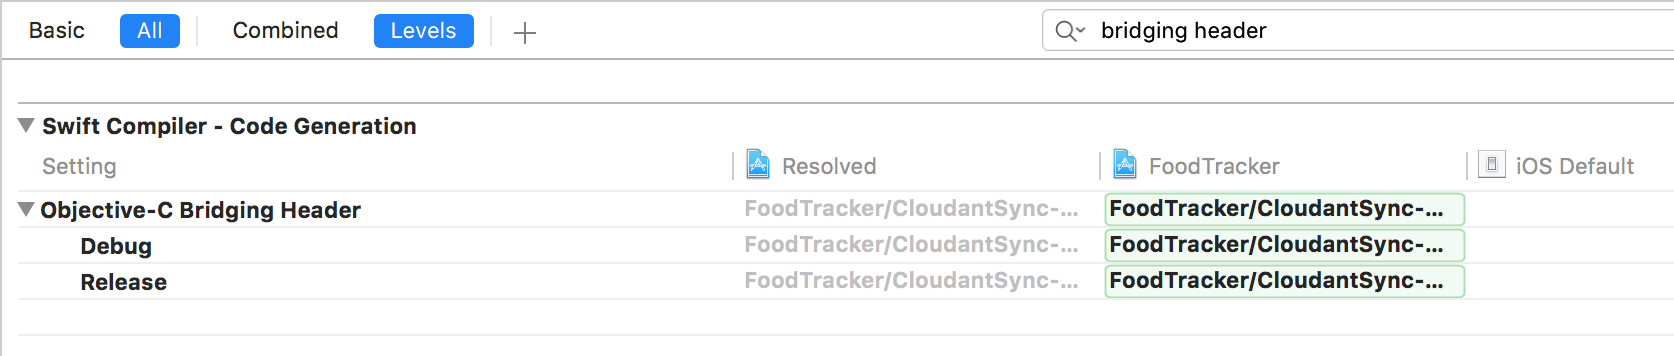 Basic All Combined Levels + bridging header
Swift Compiler - Code Generation
Setting Resolved FoodTracker iOS Default
Objective-C Bridging Header FoodTracker/CloudantSync-... FoodTracker/CloudantSync-...
Debug FoodTracker/CloudantSync-... FoodTracker/CloudantSync-...
Release FoodTracker/CloudantSync-... FoodTracker/CloudantSync-...